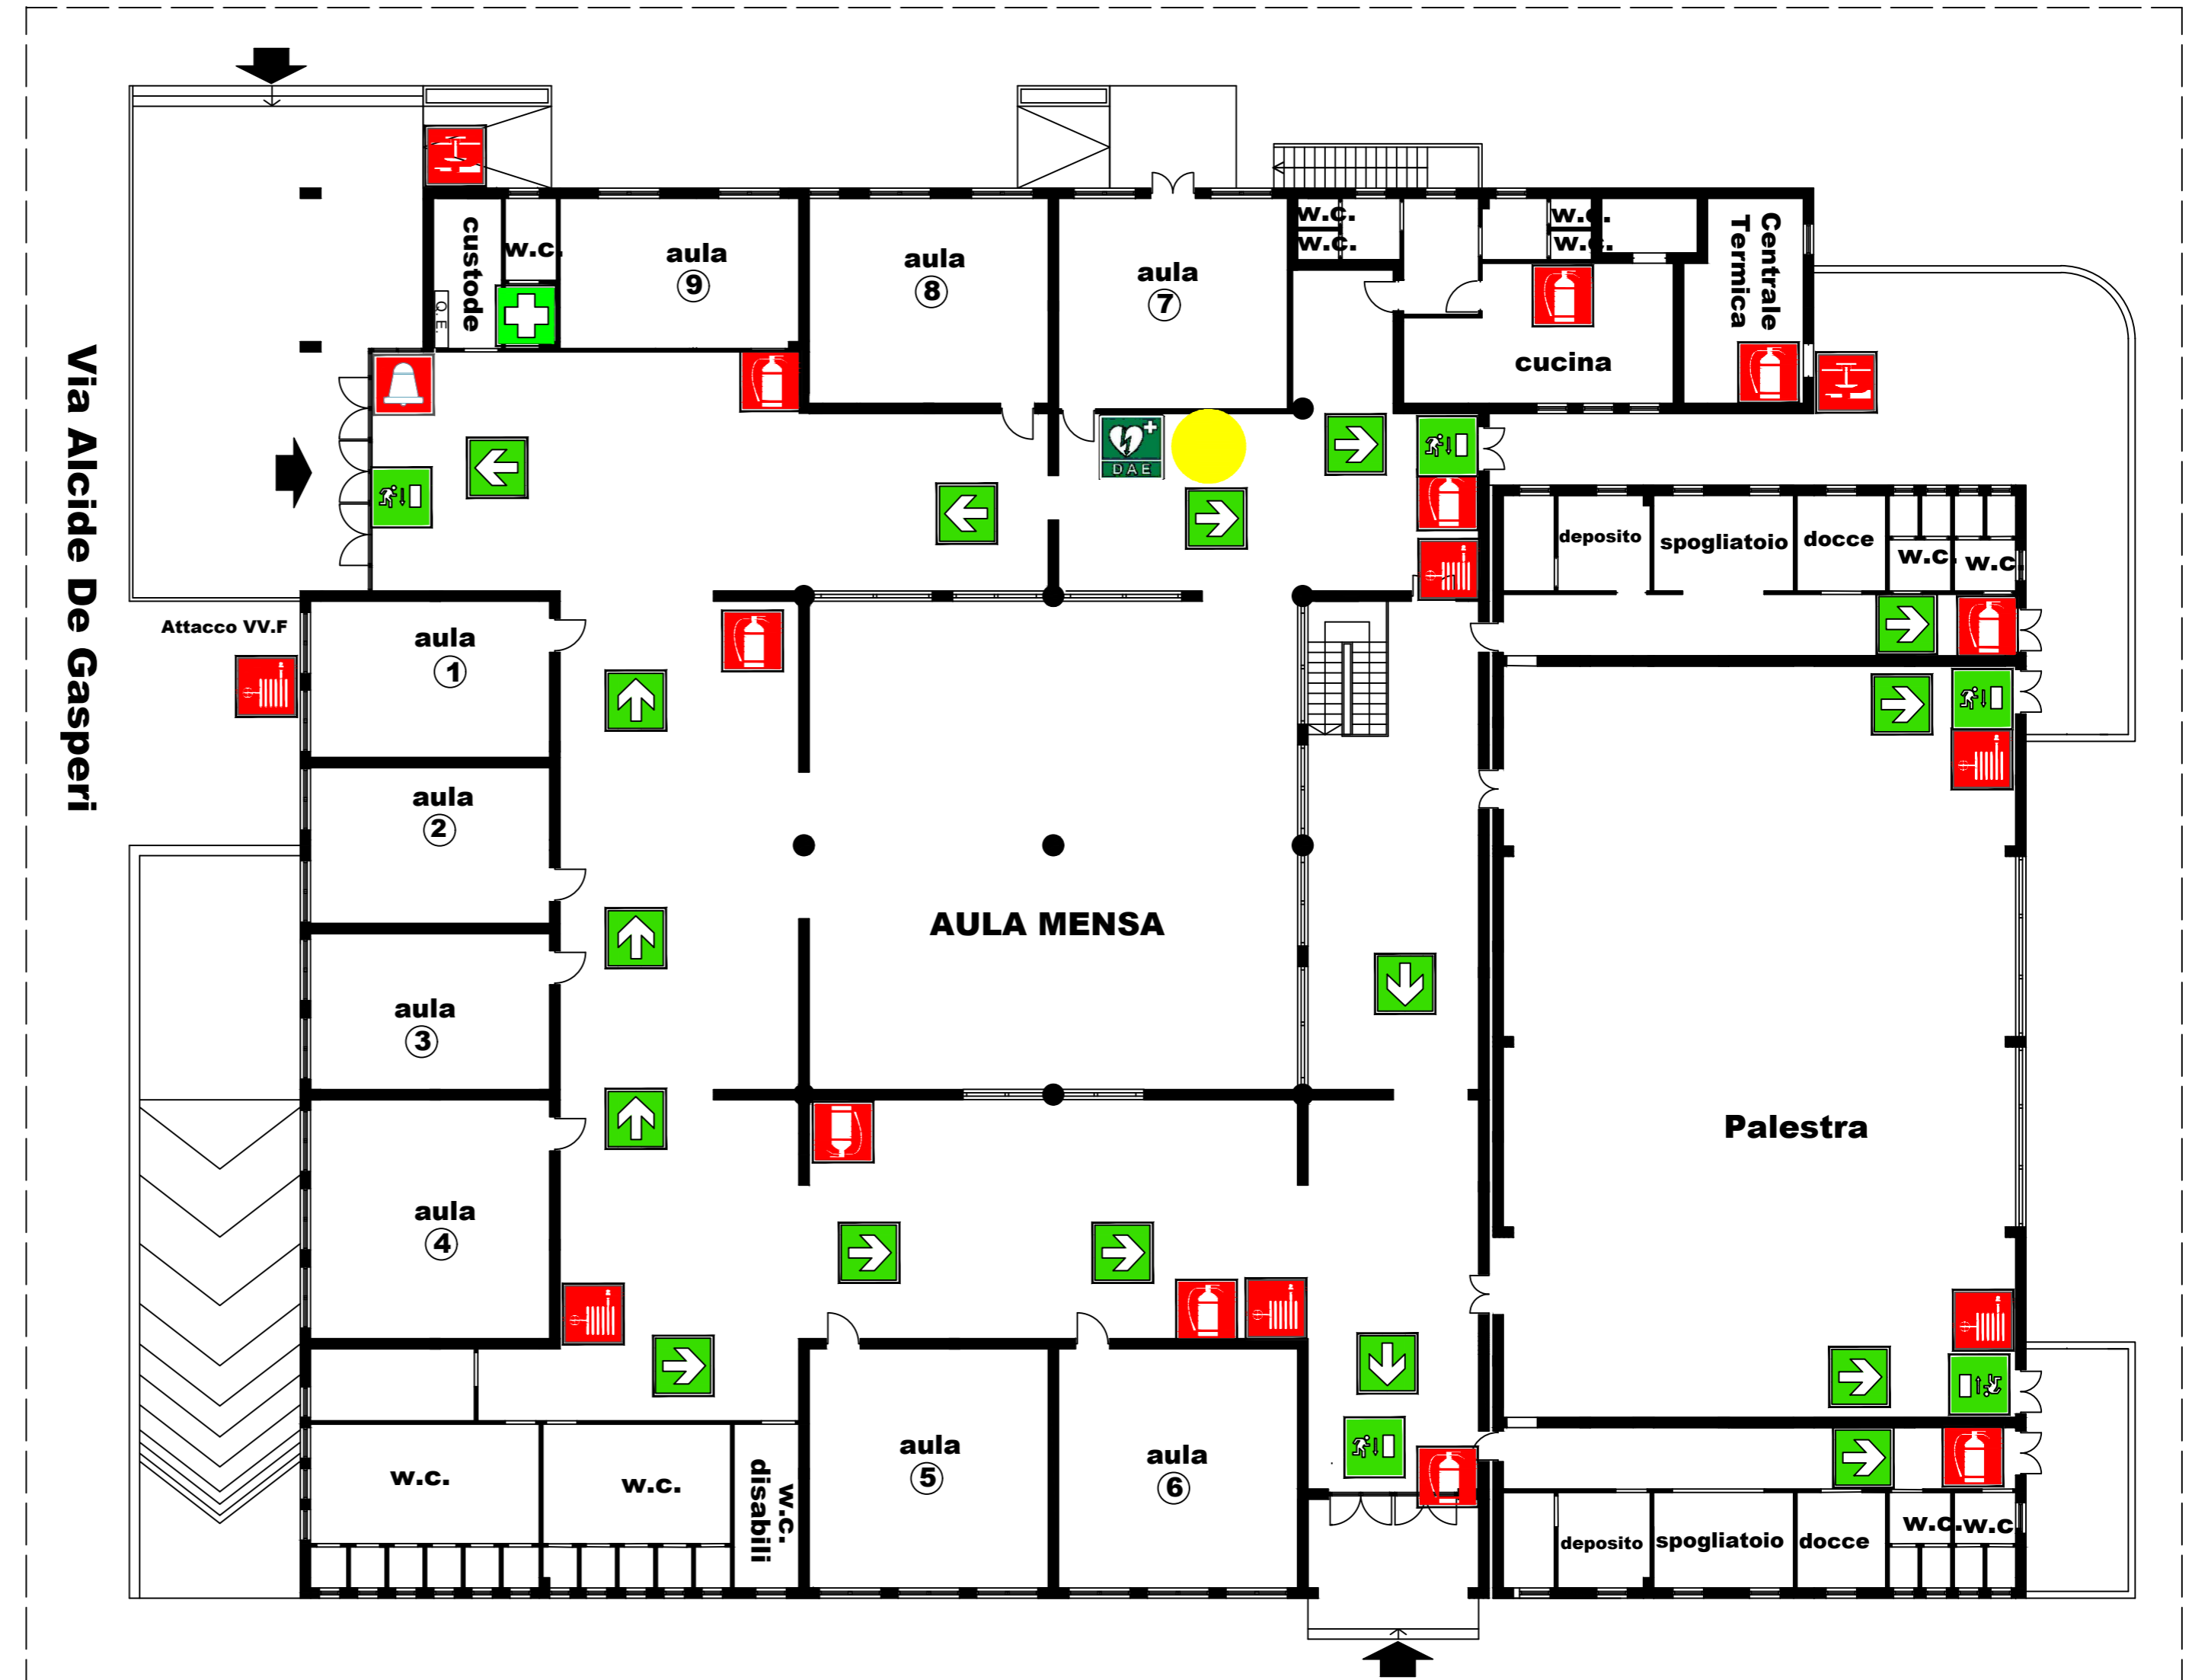 Via Alcide De Gasperi
custode
Q.E.
w.c.
aula
9
aula
8
aula
7
w.c.
w.c.
w.c.
w.c.
Centrale
Termica
cucina
DAE
deposito
spogliatoio
docce
w.c.
w.c.
Attacco VV.F
aula
1
aula
2
aula
3
aula
4
AULA MENSA
Palestra
w.c.
w.c.
w.c.
disabili
aula
5
aula
6
deposito
spogliatoio
docce
w.c.
w.c.